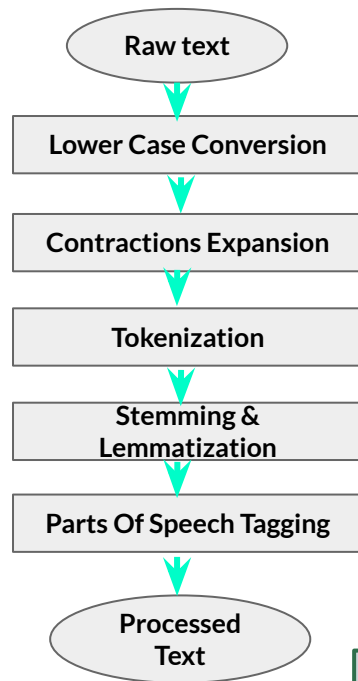 Raw text
Lower Case Conversion
Contractions Expansion
Tokenization
Stemming &
Lemmatization
Parts Of Speech Tagging
Processed
Text